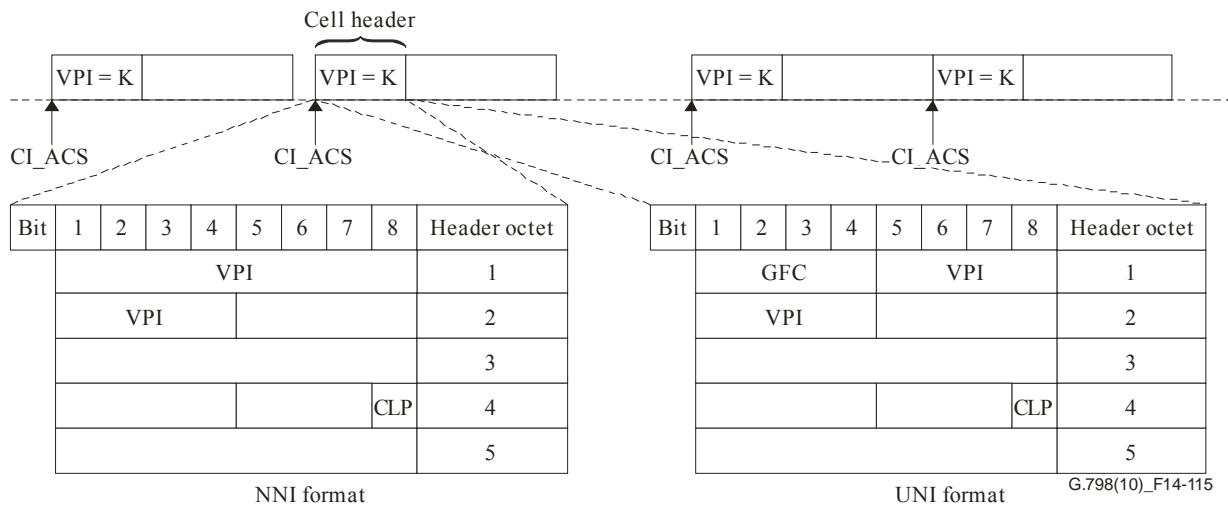 Cell header
VPI = K VPI = K VPI = K VPI = K
CI_ACS CI_ACS CI_ACS CI_ACS
Bit 1 2 3 4 5 6 7 8 Header octet
VPI 1
VPI 2
3
CLP 4
5
NNI format
Bit 1 2 3 4 5 6 7 8 Header octet
GFC VPI 1
VPI 2
3
CLP 4
5
UNI format
G.798(10)_F14-115